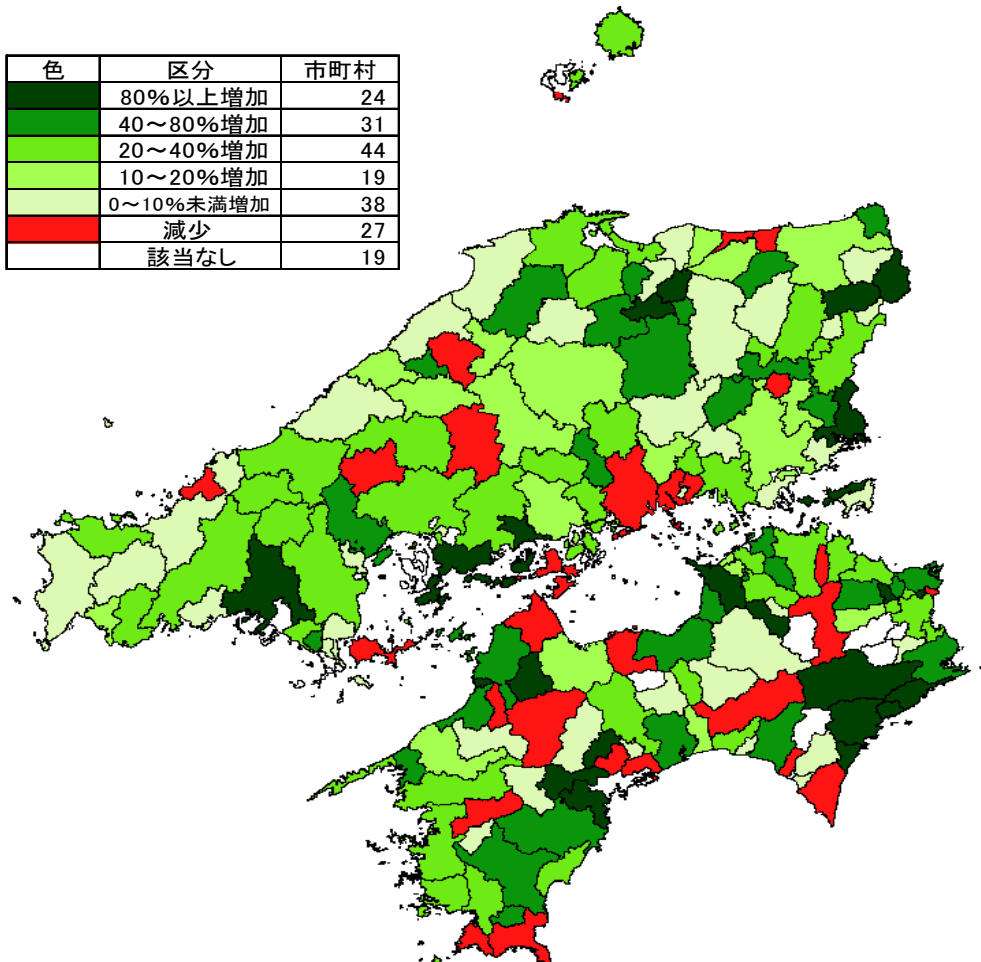 色 区分 市町村
80%以上増加 24
40～80%増加 31
20～40%増加 44
10～20%増加 19
0～10%未満増加 38
減少 27
該当なし 19